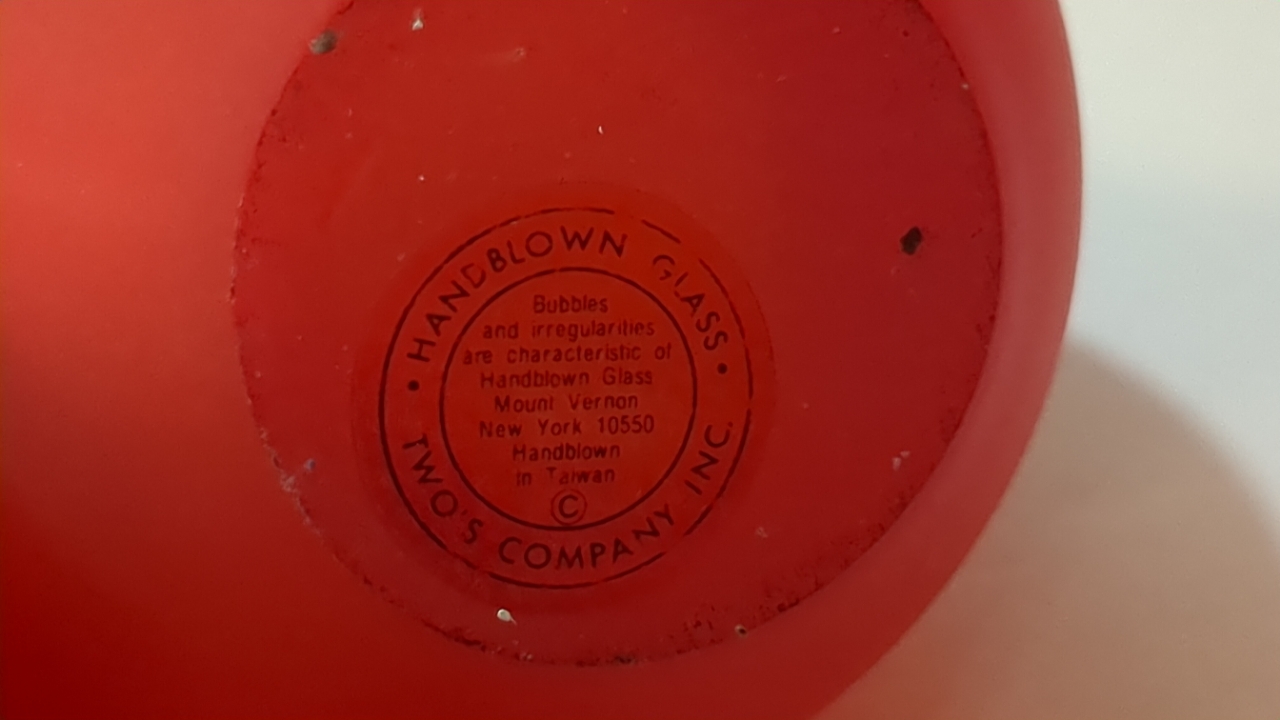 • HANDBLOWN GLASS •
Bubbles
and irregularities
are characteristic of
Handblown Glass
Mount Vernon
New York 10550
Handblown
in Taiwan
©
TWO'S COMPANY INC.